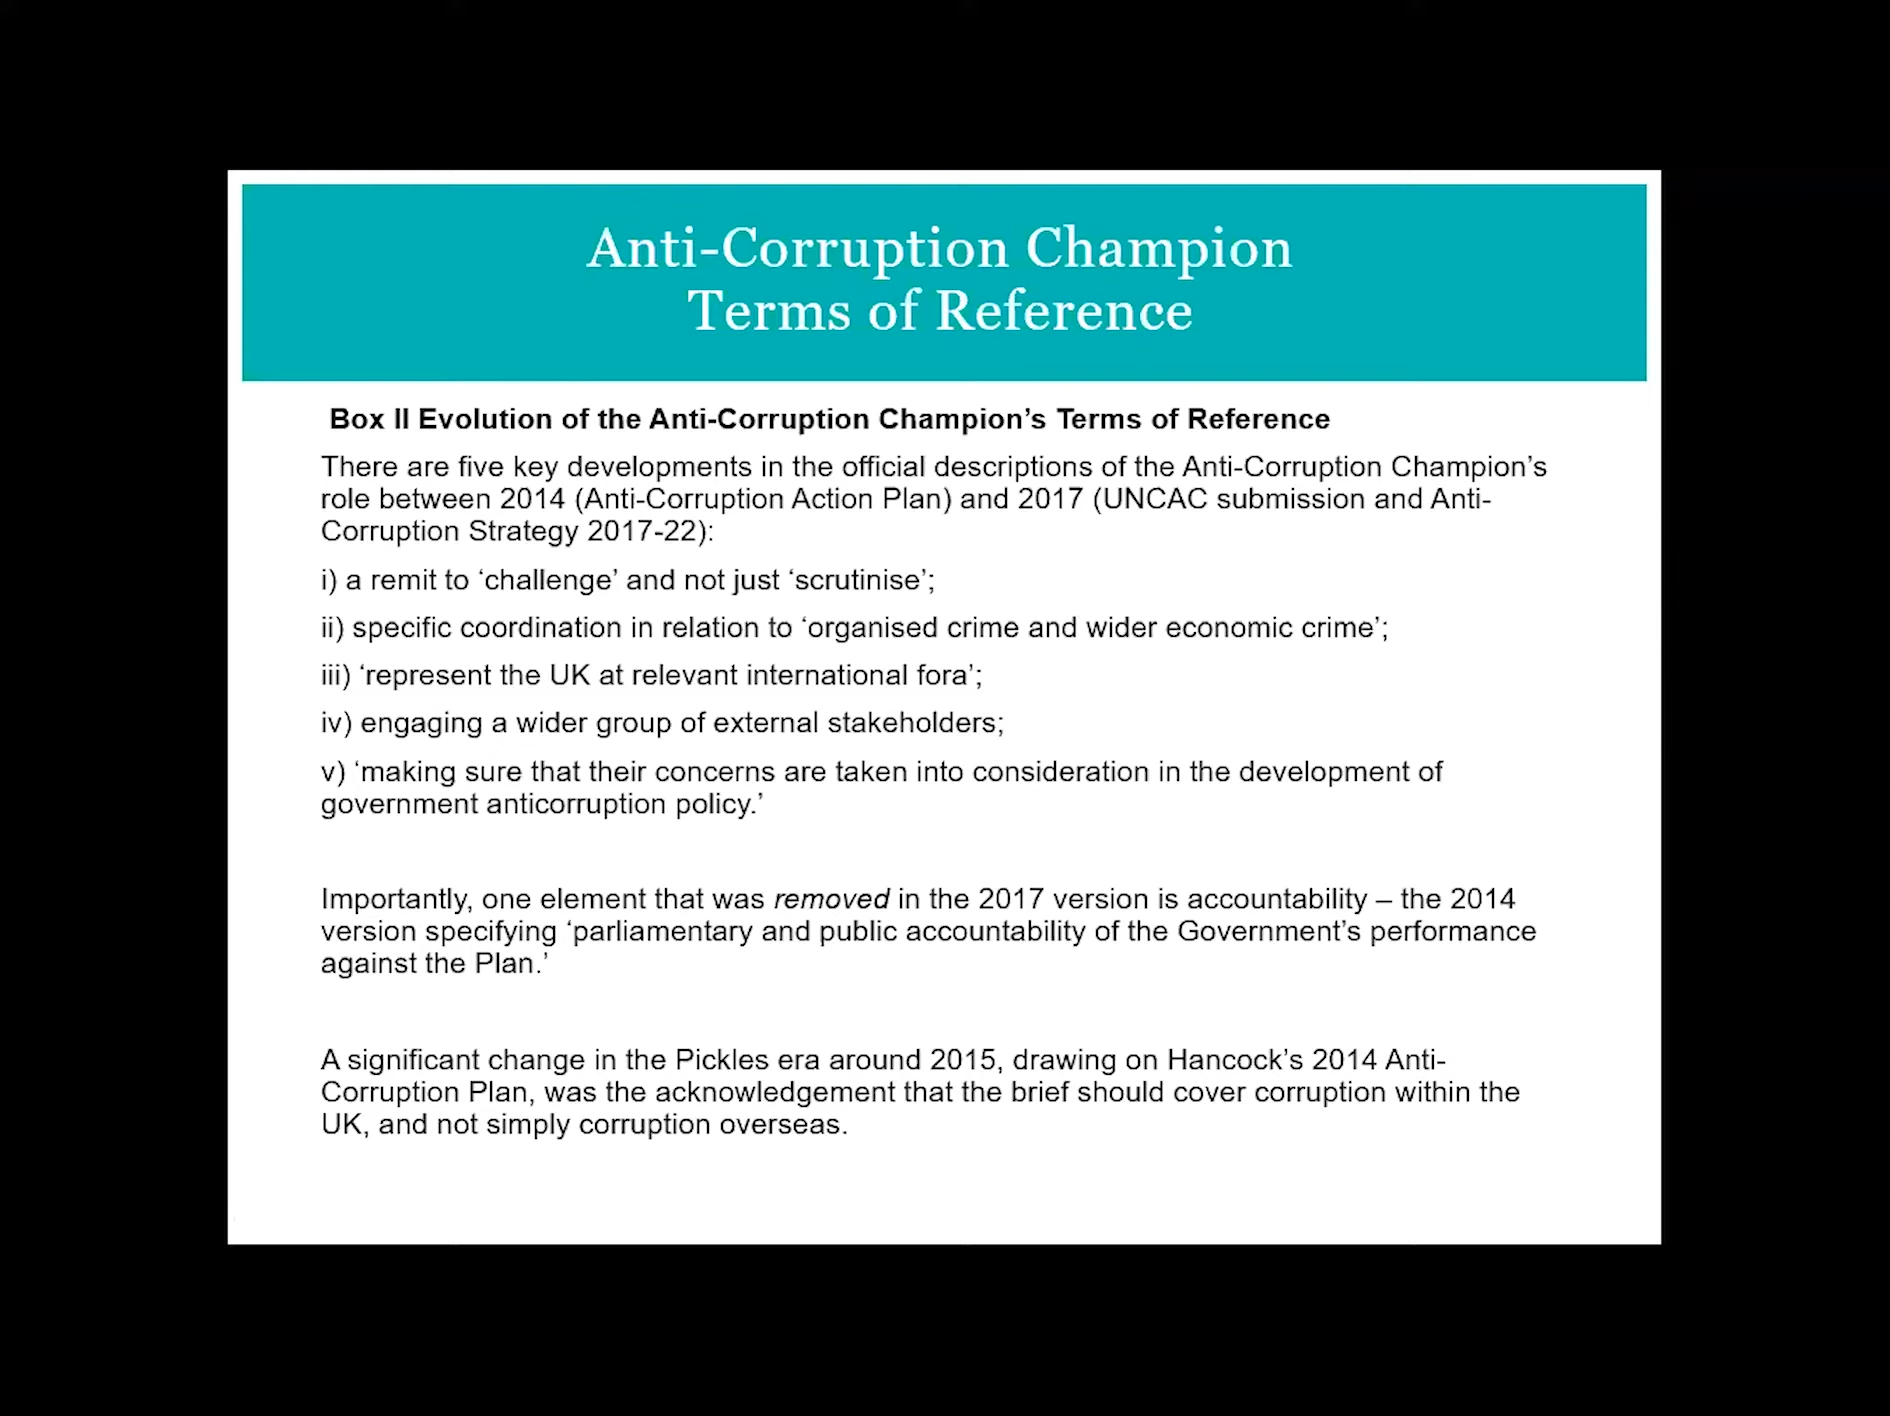 Anti-Corruption Champion
Terms of Reference
Box II Evolution of the Anti-Corruption Champion’s Terms of Reference
There are five key developments in the official descriptions of the Anti-Corruption Champion’s
role between 2014 (Anti-Corruption Action Plan) and 2017 (UNCAC submission and Anti-
Corruption Strategy 2017-22):
i) a remit to ‘challenge’ and not just ‘scrutinise’;
ii) specific coordination in relation to ‘organised crime and wider economic crime’;
iii) ‘represent the UK at relevant international fora’;
iv) engaging a wider group of external stakeholders;
v) ‘making sure that their concerns are taken into consideration in the development of
government anticorruption policy.’
Importantly, one element that was removed in the 2017 version is accountability – the 2014
version specifying ‘parliamentary and public accountability of the Government’s performance
against the Plan.’
A significant change in the Pickles era around 2015, drawing on Hancock’s 2014 Anti-
Corruption Plan, was the acknowledgement that the brief should cover corruption within the
UK, and not simply corruption overseas.